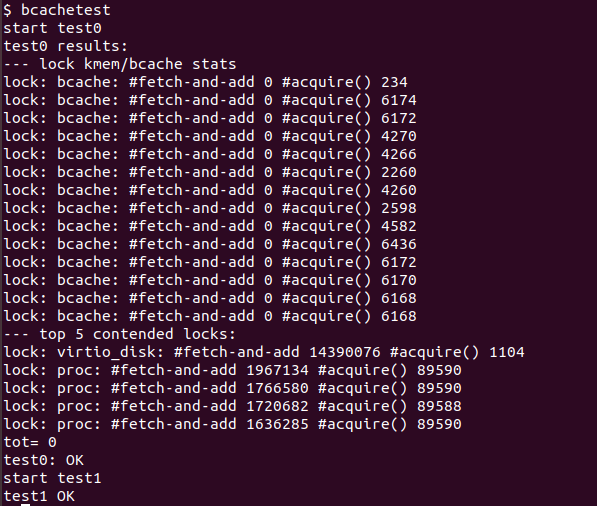 $ bcachetest
start test0
test0 results:
--- lock kmem/bcache stats
lock: bcache: #fetch-and-add 0 #acquire() 234
lock: bcache: #fetch-and-add 0 #acquire() 6174
lock: bcache: #fetch-and-add 0 #acquire() 6172
lock: bcache: #fetch-and-add 0 #acquire() 4270
lock: bcache: #fetch-and-add 0 #acquire() 4266
lock: bcache: #fetch-and-add 0 #acquire() 2260
lock: bcache: #fetch-and-add 0 #acquire() 4260
lock: bcache: #fetch-and-add 0 #acquire() 2598
lock: bcache: #fetch-and-add 0 #acquire() 4582
lock: bcache: #fetch-and-add 0 #acquire() 6436
lock: bcache: #fetch-and-add 0 #acquire() 6172
lock: bcache: #fetch-and-add 0 #acquire() 6170
lock: bcache: #fetch-and-add 0 #acquire() 6168
lock: bcache: #fetch-and-add 0 #acquire() 6168
--- top 5 contended locks:
lock: virtio_disk: #fetch-and-add 14390076 #acquire() 1104
lock: proc: #fetch-and-add 1967134 #acquire() 89590
lock: proc: #fetch-and-add 1766580 #acquire() 89590
lock: proc: #fetch-and-add 1720682 #acquire() 89588
lock: proc: #fetch-and-add 1636285 #acquire() 89590
tot= 0
test0: OK
start test1
test1 OK